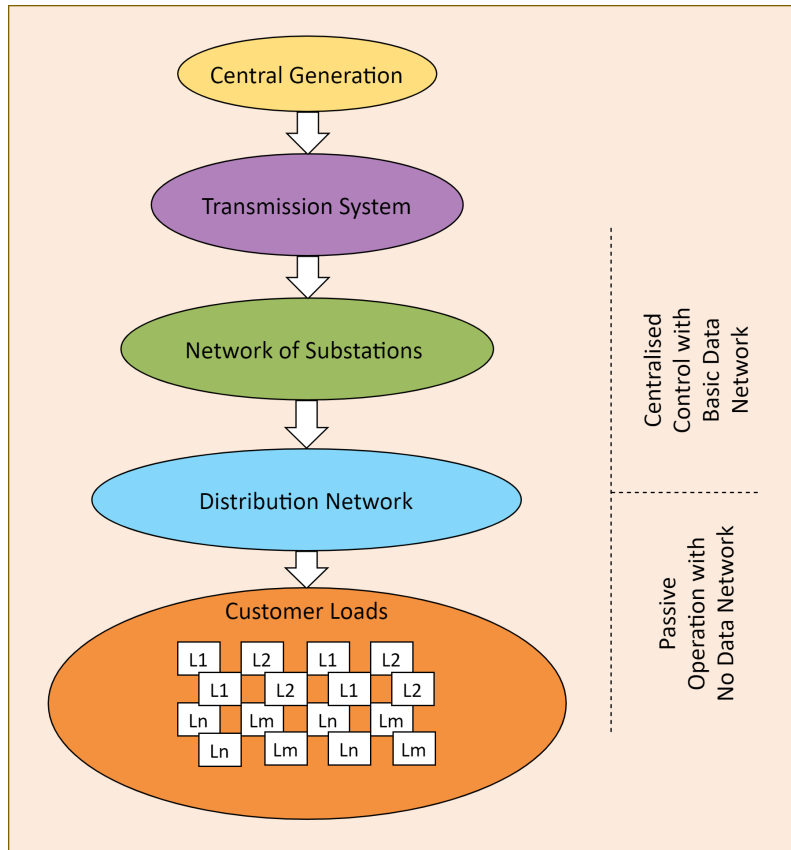 Central Generation
Transmission System
Network of Substations
Distribution Network
Customer Loads
L1 L2 L1 L2
L1 L2 L1 L2
Ln Lm Ln Lm
Ln Lm Ln Lm
Centralised
Control with
Basic Data
Network
Passive
Operation with
No Data Network